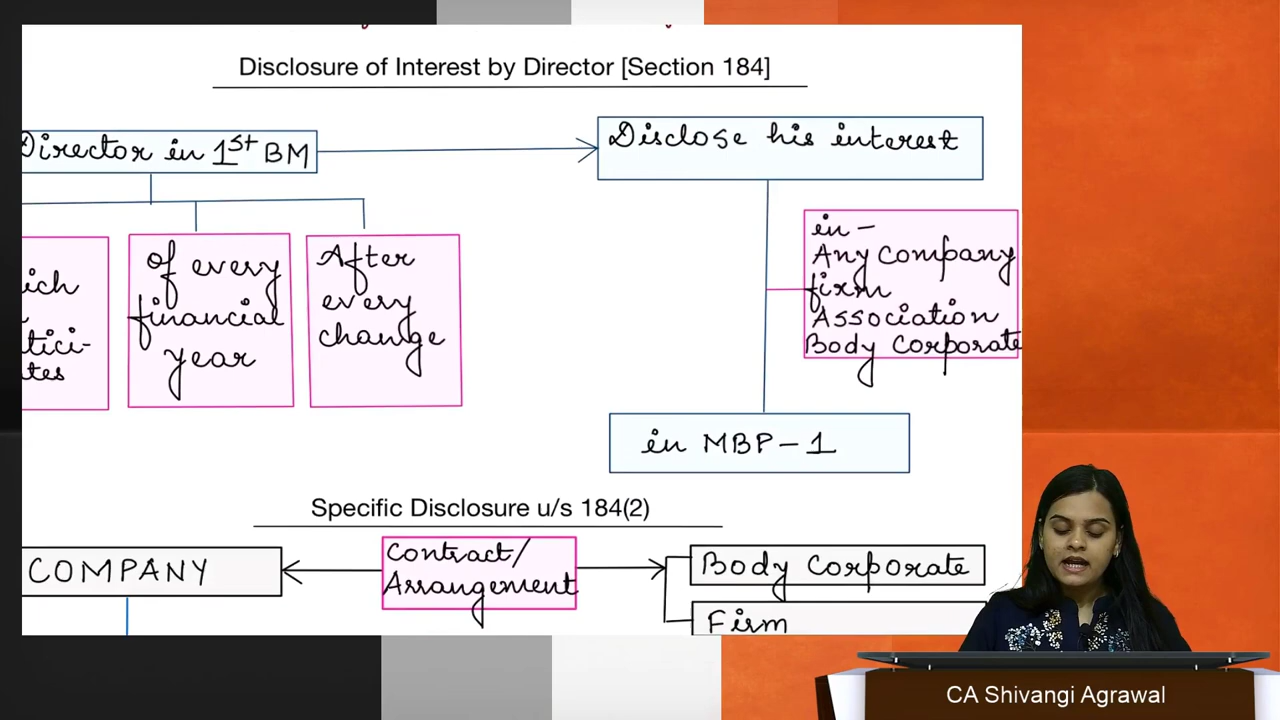 Disclosure of Interest by Director [Section 184]
Director in 1st BM
Disclose his interest
of every
financial
year
After
every
change
in -
Any Company
firm
Association
Body Corporate
in MBP - 1
Specific Disclosure u/s 184(2)
COMPANY
Contract/
Arrangement
Body Corporate
Firm
CA Shivangi Agrawal